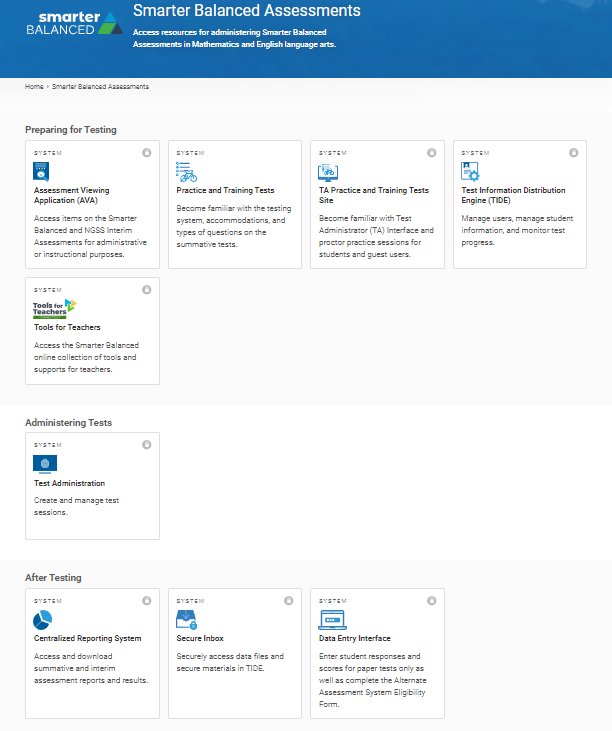 smarter
BALANCED
Smarter Balanced Assessments
Access resources for administering Smarter Balanced
Assessments in Mathematics and English language arts.
Home › Smarter Balanced Assessments
Preparing for Testing
SYSTEM
Assessment Viewing
Application (AVA)
Access items on the Smarter
Balanced and NGSS Interim
Assessments for administrative
or instructional purposes.
SYSTEM
Practice and Training Tests
Become familiar with the testing
system, accommodations, and
types of questions on the
summative tests.
SYSTEM
TA Practice and Training Tests
Site
Become familiar with Test
Administrator (TA) Interface and
proctor practice sessions for
students and guest users.
SYSTEM
Test Information Distribution
Engine (TIDE)
Manage users, manage student
information, and monitor test
progress.
SYSTEM
Tools for
Teachers
Tools for Teachers
Access the Smarter Balanced
online collection of tools and
supports for teachers.
Administering Tests
SYSTEM
Test Administration
Create and manage test
sessions.
After Testing
SYSTEM
Centralized Reporting System
Access and download
summative and interim
assessment reports and results.
SYSTEM
Secure Inbox
Securely access data files and
secure materials in TIDE.
SYSTEM
Data Entry Interface
Enter student responses and
scores for paper tests only as
well as complete the Alternate
Assessment System Eligibility
Form.